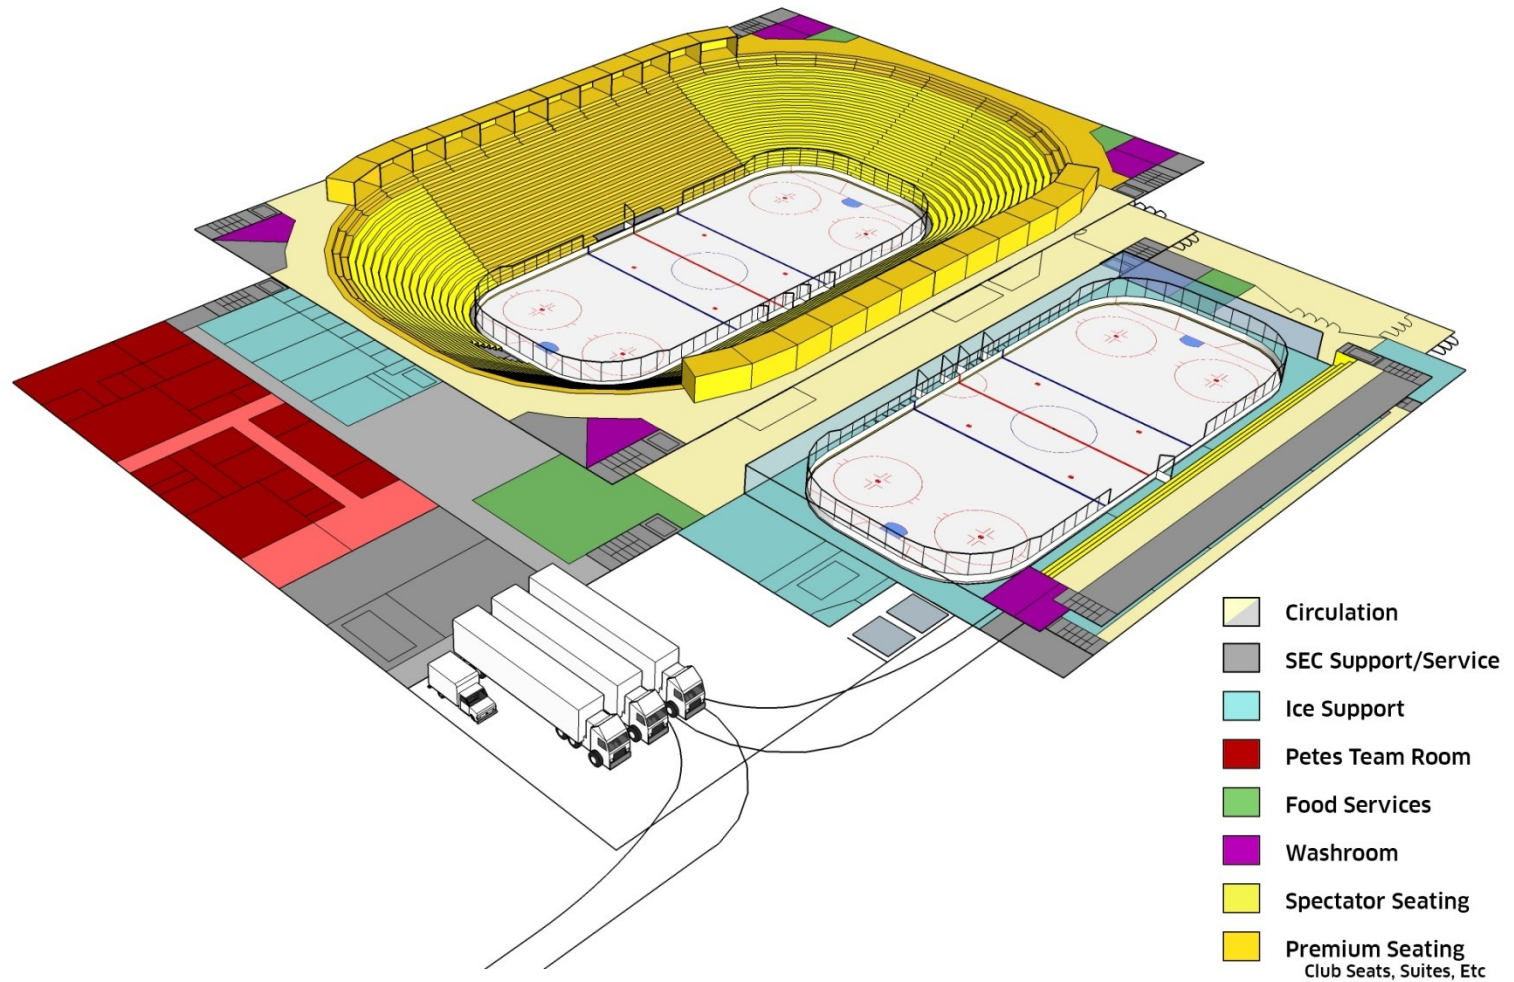 Circulation
SEC Support/Service
Ice Support
Petes Team Room
Food Services
Washroom
Spectator Seating
Premium Seating
Club Seats, Suites, Etc